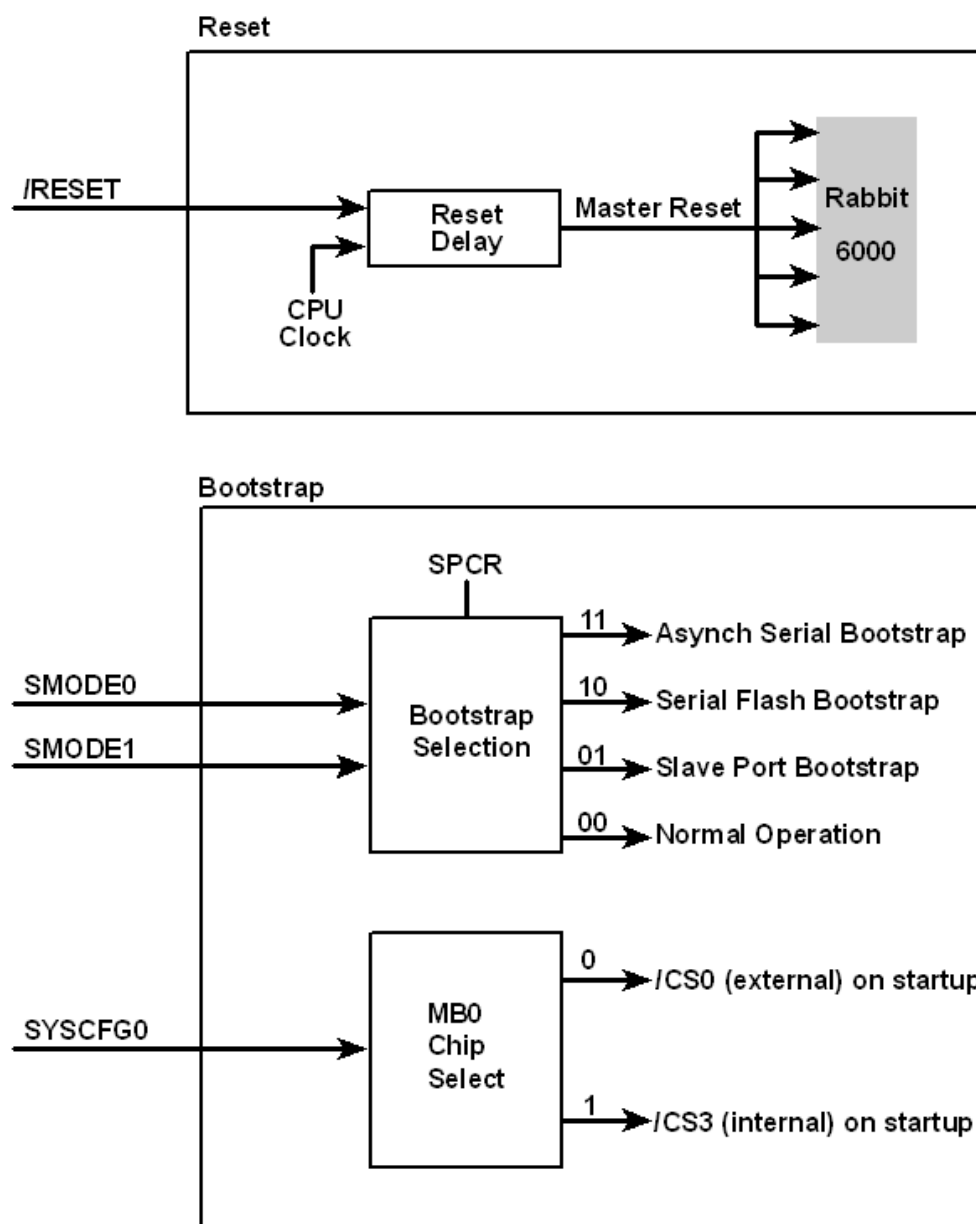 Reset
/RESET
Reset
Delay
CPU
Clock
Master Reset
Rabbit
6000
Bootstrap
SPCR
SMODE0
SMODE1
Bootstrap
Selection
11
Asynch Serial Bootstrap
10
Serial Flash Bootstrap
01
Slave Port Bootstrap
00
Normal Operation
SYSCFG0
MB0
Chip
Select
0
/CS0 (external) on startup
1
/CS3 (internal) on startup